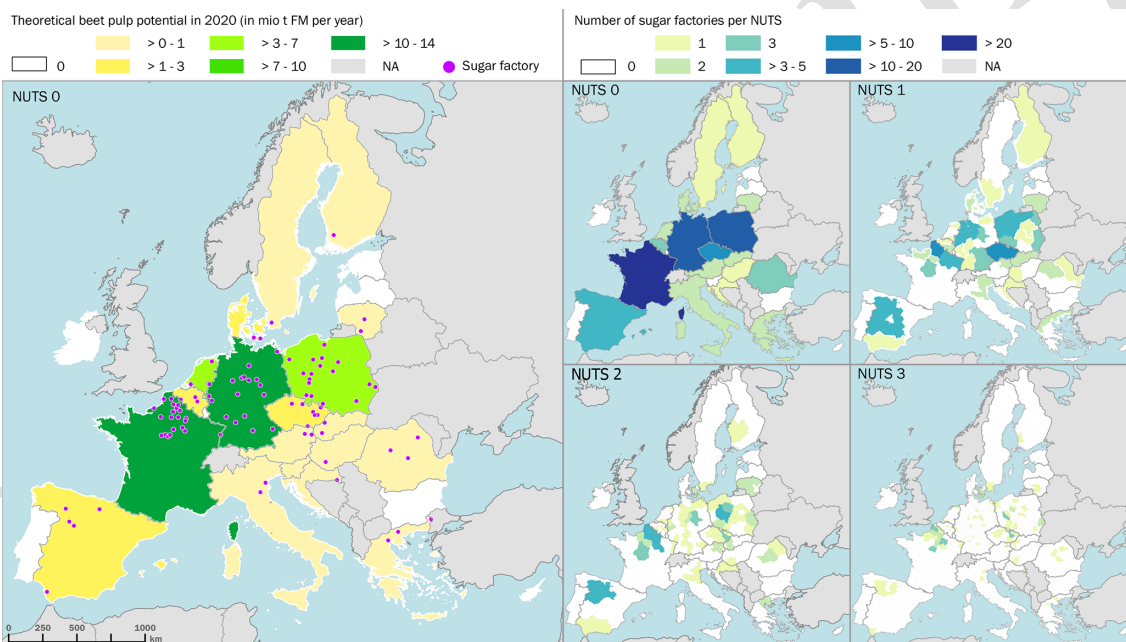 Theoretical beet pulp potential in 2020 (in mio t FM per year)
0
> 0 - 1
> 1 - 3
> 3 - 7
> 7 - 10
> 10 - 14
NA
Sugar factory
NUTS 0
0 250 500 1000
km
Number of sugar factories per NUTS
0
1
2
3
> 3 - 5
> 5 - 10
> 10 - 20
> 20
NA
NUTS 0
NUTS 1
NUTS 2
NUTS 3